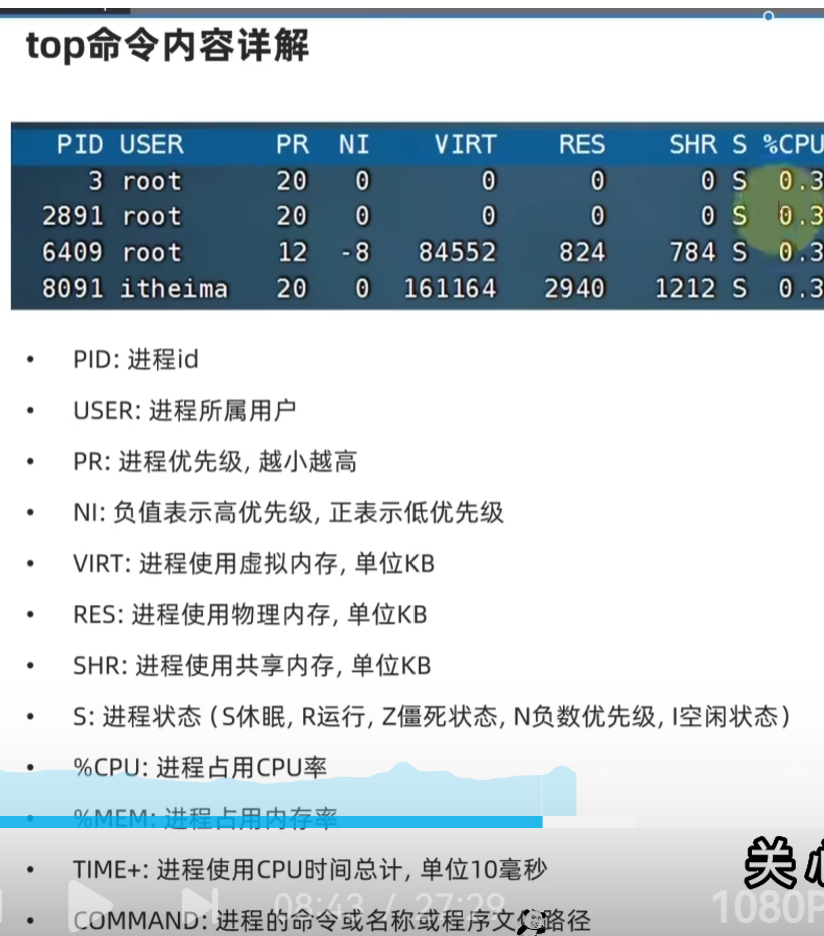 top命令内容详解
PID USER PR NI VIRT RES SHR S %CPU
3 root 20 0 0 0 0 S 0.3
2891 root 20 0 0 0 0 S 0.3
6409 root 12 -8 84552 824 784 S 0.3
8091 itheima 20 0 161164 2940 1212 S 0.3
• PID: 进程id
• USER: 进程所属用户
• PR: 进程优先级, 越小越高
• NI: 负值表示高优先级, 正表示低优先级
• VIRT: 进程使用虚拟内存, 单位KB
• RES: 进程使用物理内存, 单位KB
• SHR: 进程使用共享内存, 单位KB
• S: 进程状态（S休眠, R运行, Z僵死状态, N负数优先级, I空闲状态）
• %CPU: 进程占用CPU率
• %MEM: 进程占用内存率
• TIME+: 进程使用CPU时间总计, 单位10毫秒
关心
• COMMAND: 进程的命令或名称或程序文件路径
08:43 / 27:29
1080P